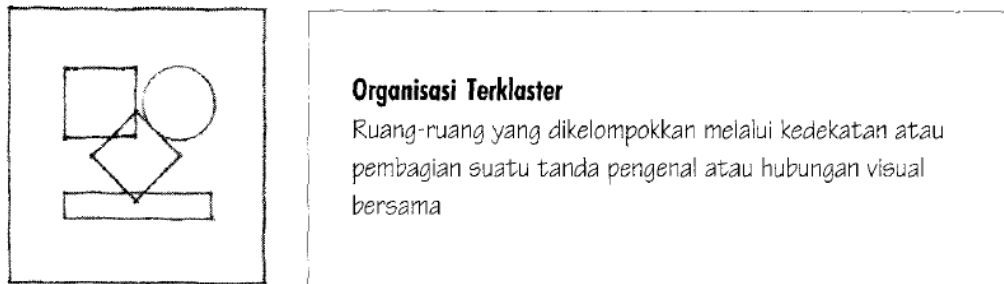 Organisasi Terklaster
Ruang-ruang yang dikelompokkan melalui kedekatan atau
pembagian suatu tanda pengenal atau hubungan visual
bersama